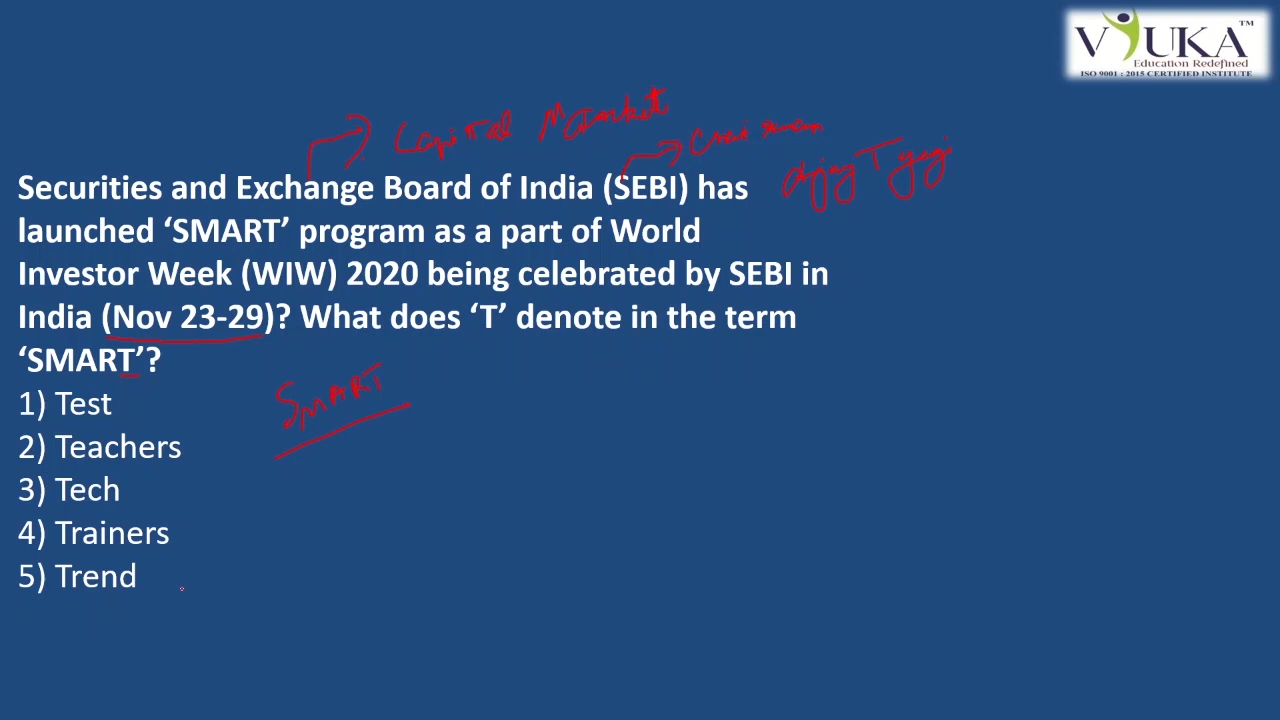 VIUKA™
Education Redefined
ISO 9001 : 2015 CERTIFIED INSTITUTE
Capital Market
Ajay Tyagi
Securities and Exchange Board of India (SEBI) has
launched ‘SMART’ program as a part of World
Investor Week (WIW) 2020 being celebrated by SEBI in
India (Nov 23-29)? What does ‘T’ denote in the term
‘SMART’?
SMART
1) Test
2) Teachers
3) Tech
4) Trainers
5) Trend